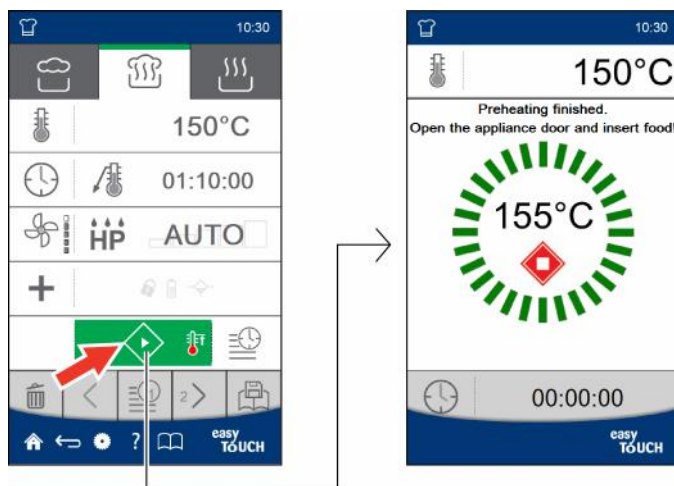 10:30
150°C
01:10:00
HP AUTO
1 2
?
easy
TOUCH
10:30
150°C
Preheating finished.
Open the appliance door and insert food!
155°C
00:00:00
easy
TOUCH